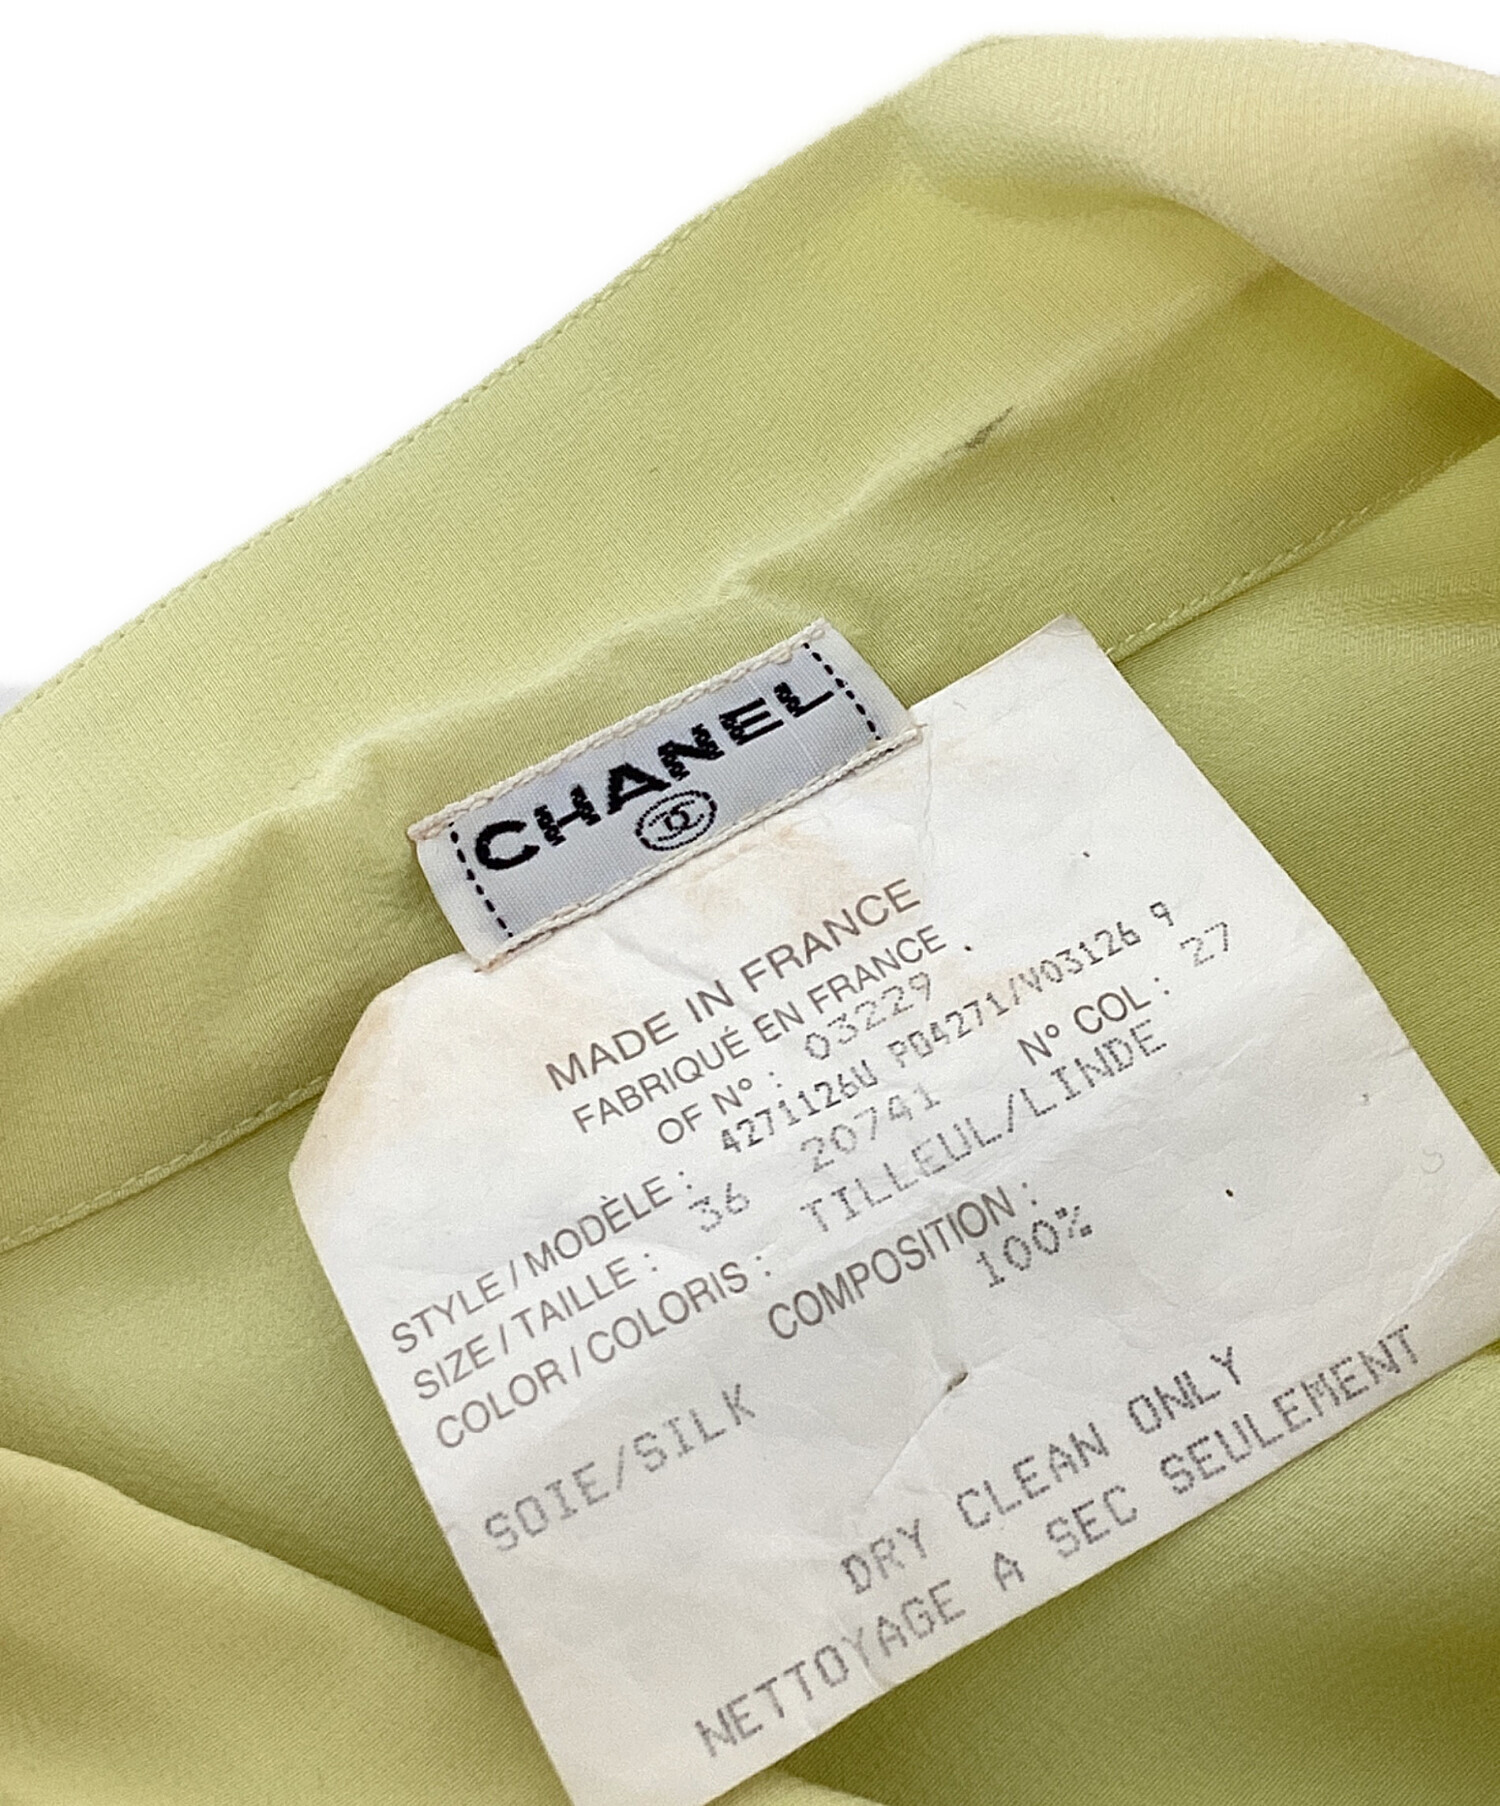 CHANEL
MADE IN FRANCE
FABRIQUÉ EN FRANCE
OF N° : 03229
STYLE / MODÈLE : 4271126U P04271/V03126 9
SIZE / TAILLE : 36 20741 N° COL : 27
COLOR / COLORIS : TILLEUL/LINDE
COMPOSITION :
SOIE/SILK 100%
DRY CLEAN ONLY
NETTOYAGE A SEC SEULEMENT